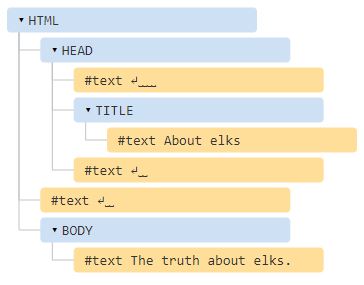 ▾ HTML
▾ HEAD
#text ↵␣␣␣␣
▾ TITLE
#text About elks
#text ↵␣␣
#text ↵␣␣
▾ BODY
#text The truth about elks.